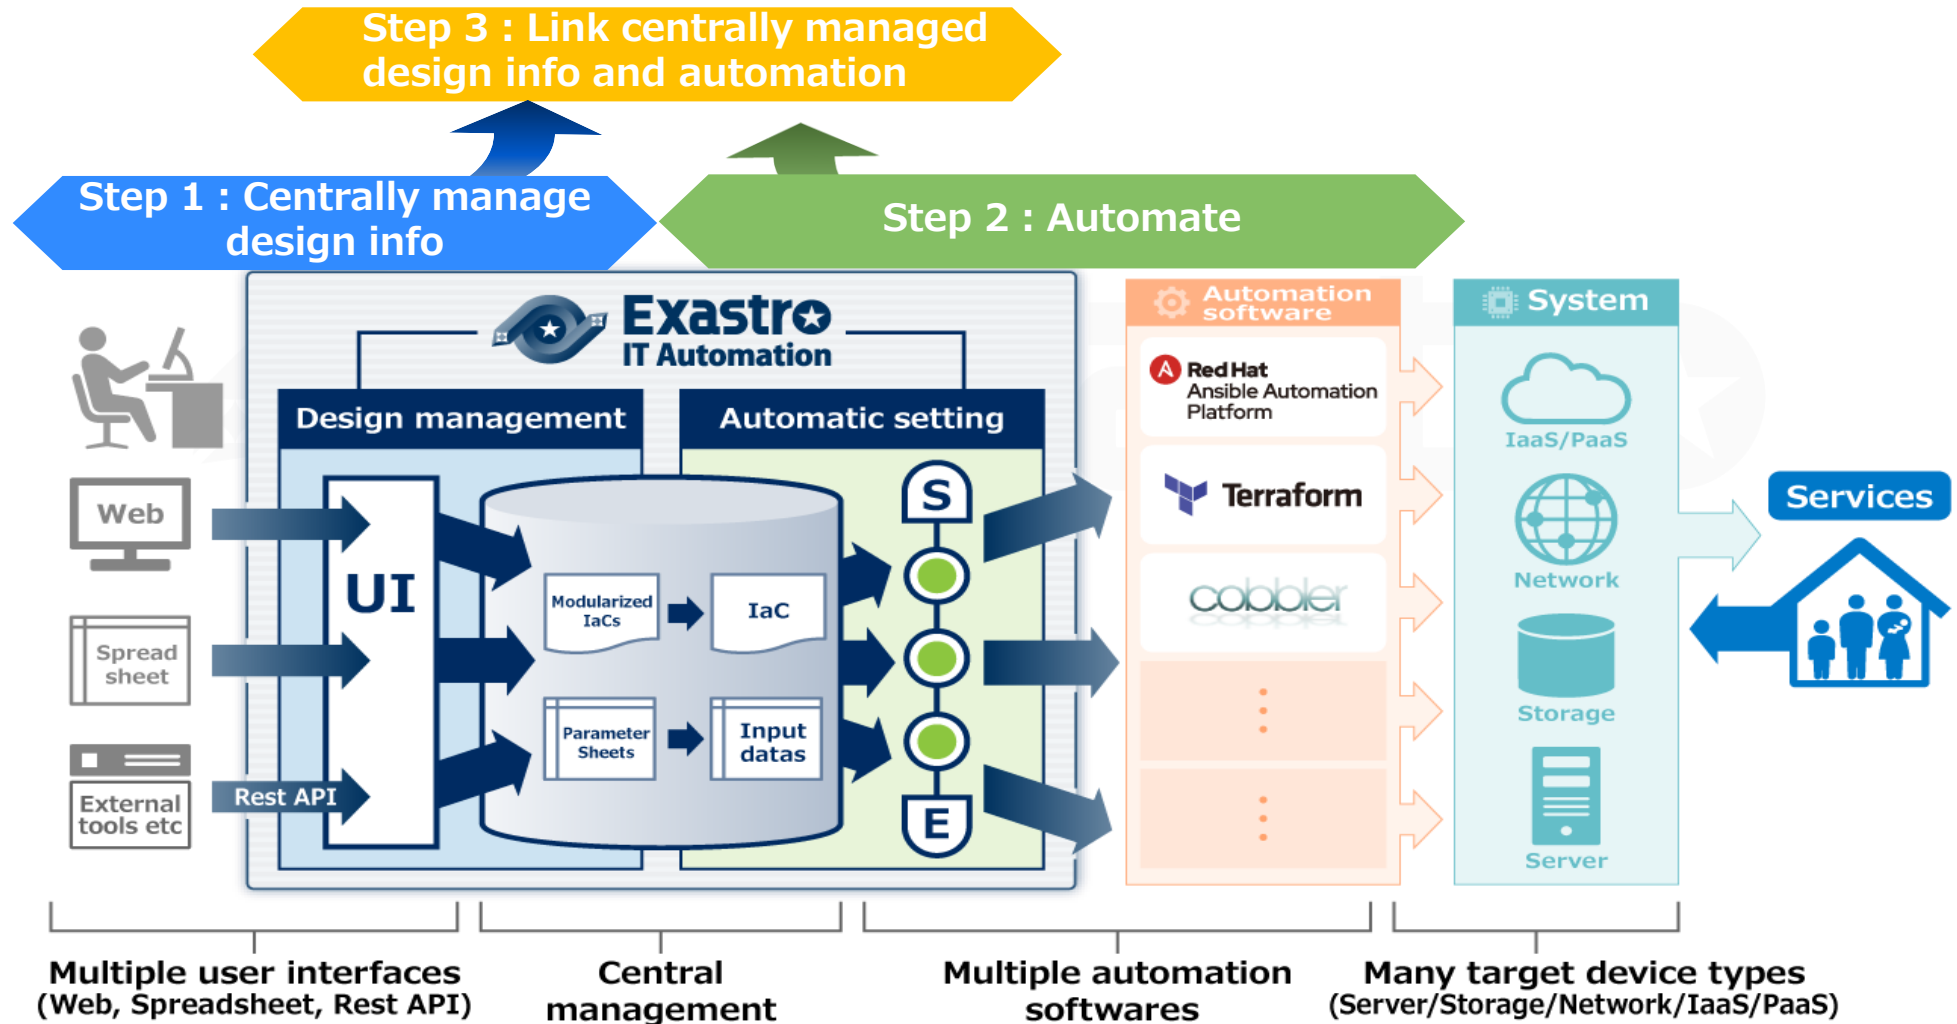 Step 3 : Link centrally managed
design info and automation
Step 1 : Centrally manage
design info
Step 2 : Automate
Exastro
IT Automation
Design management
Automatic setting
Automation
software
System
Red Hat
Ansible Automation
Platform
IaaS/PaaS
Web
UI
S
Terraform
Services
Network
Modularized
IaCs
IaC
cobbler
Spread
sheet
Storage
Parameter
Sheets
Input
datas
External
tools etc
Rest API
E
Server
Multiple user interfaces
(Web, Spreadsheet, Rest API)
Central
management
Multiple automation
softwares
Many target device types
(Server/Storage/Network/IaaS/PaaS)